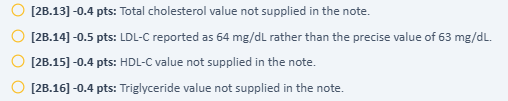 [2B.13] -0.4 pts: Total cholesterol value not supplied in the note.
[2B.14] -0.5 pts: LDL-C reported as 64 mg/dL rather than the precise value of 63 mg/dL.
[2B.15] -0.4 pts: HDL-C value not supplied in the note.
[2B.16] -0.4 pts: Triglyceride value not supplied in the note.